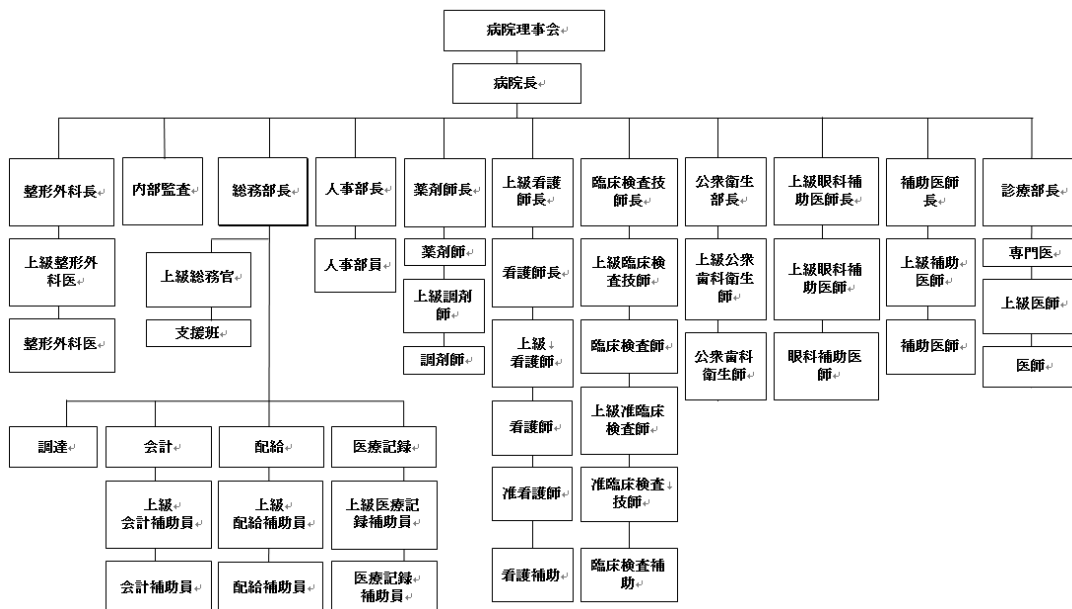 病院理事会
病院長
整形外科長
内部監査
総務部長
人事部長
薬剤師長
上級看護
師長
臨床検査技
師長
公衆衛生
部長
上級眼科補
助医師長
補助医師
長
診療部長
上級整形外
科医
整形外科医
上級総務官
支援班
人事部員
薬剤師
上級調剤
師
調剤師
看護師長
上級↓
看護師
看護師
准看護師
看護補助
上級臨床検
査技師
臨床検査師
上級准臨床
検査師
准臨床検査↓
技師
臨床検査補
助
上級公衆
歯科衛生
師
公衆歯科
衛生師
上級眼科補
助医師
眼科補助医
師
上級補助
医師
補助医師
専門医
上級医師
医師
調達
会計
上級
会計補助員
会計補助員
配給
上級
配給補助員
配給補助員
医療記録
上級医療記
録補助員
医療記録
補助員